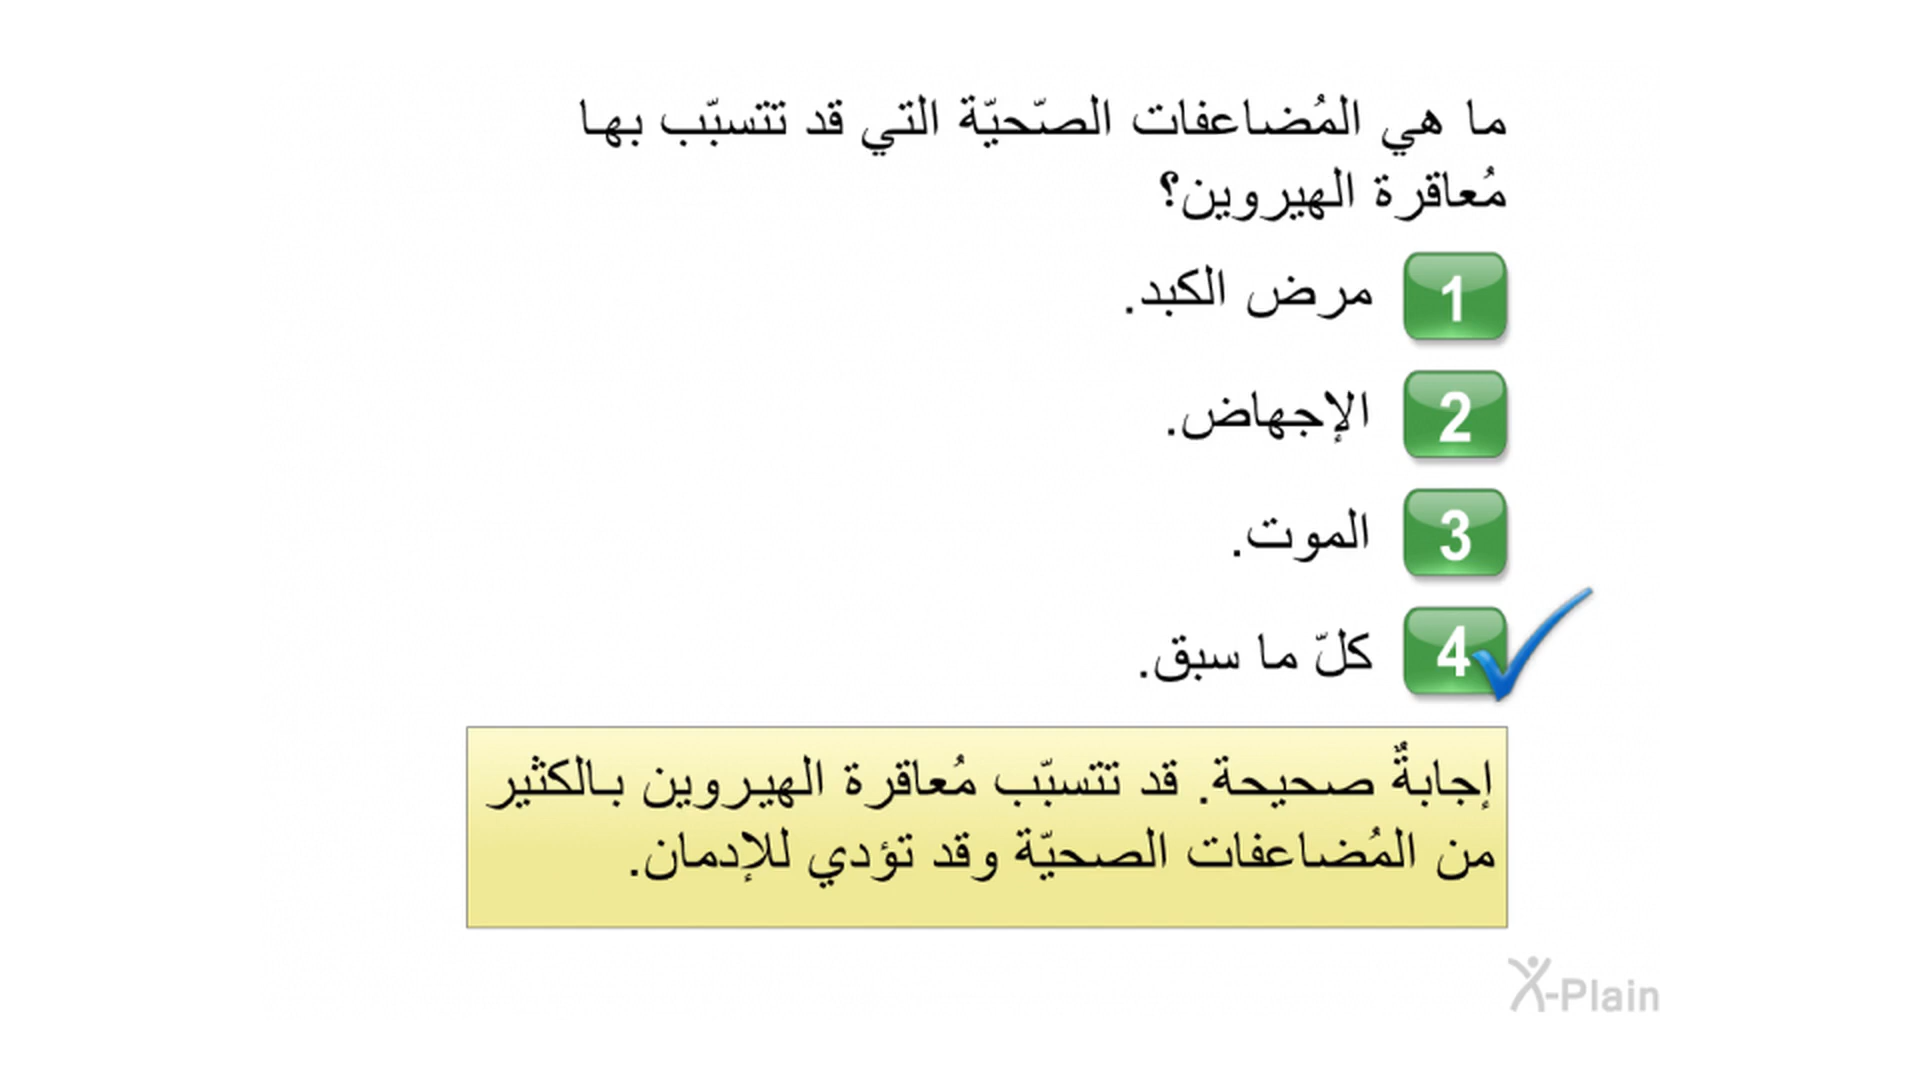 ما هي المُضاعفات الصّحيّة التي قد تتسبّب بها
مُعاقرة الهيروين؟
1 مرض الكبد.
2 الإجهاض.
3 الموت.
4 كلّ ما سبق.
إجابةٌ صحيحة. قد تتسبّب مُعاقرة الهيروين بالكثير
من المُضاعفات الصحيّة وقد تؤدي للإدمان.
X-Plain